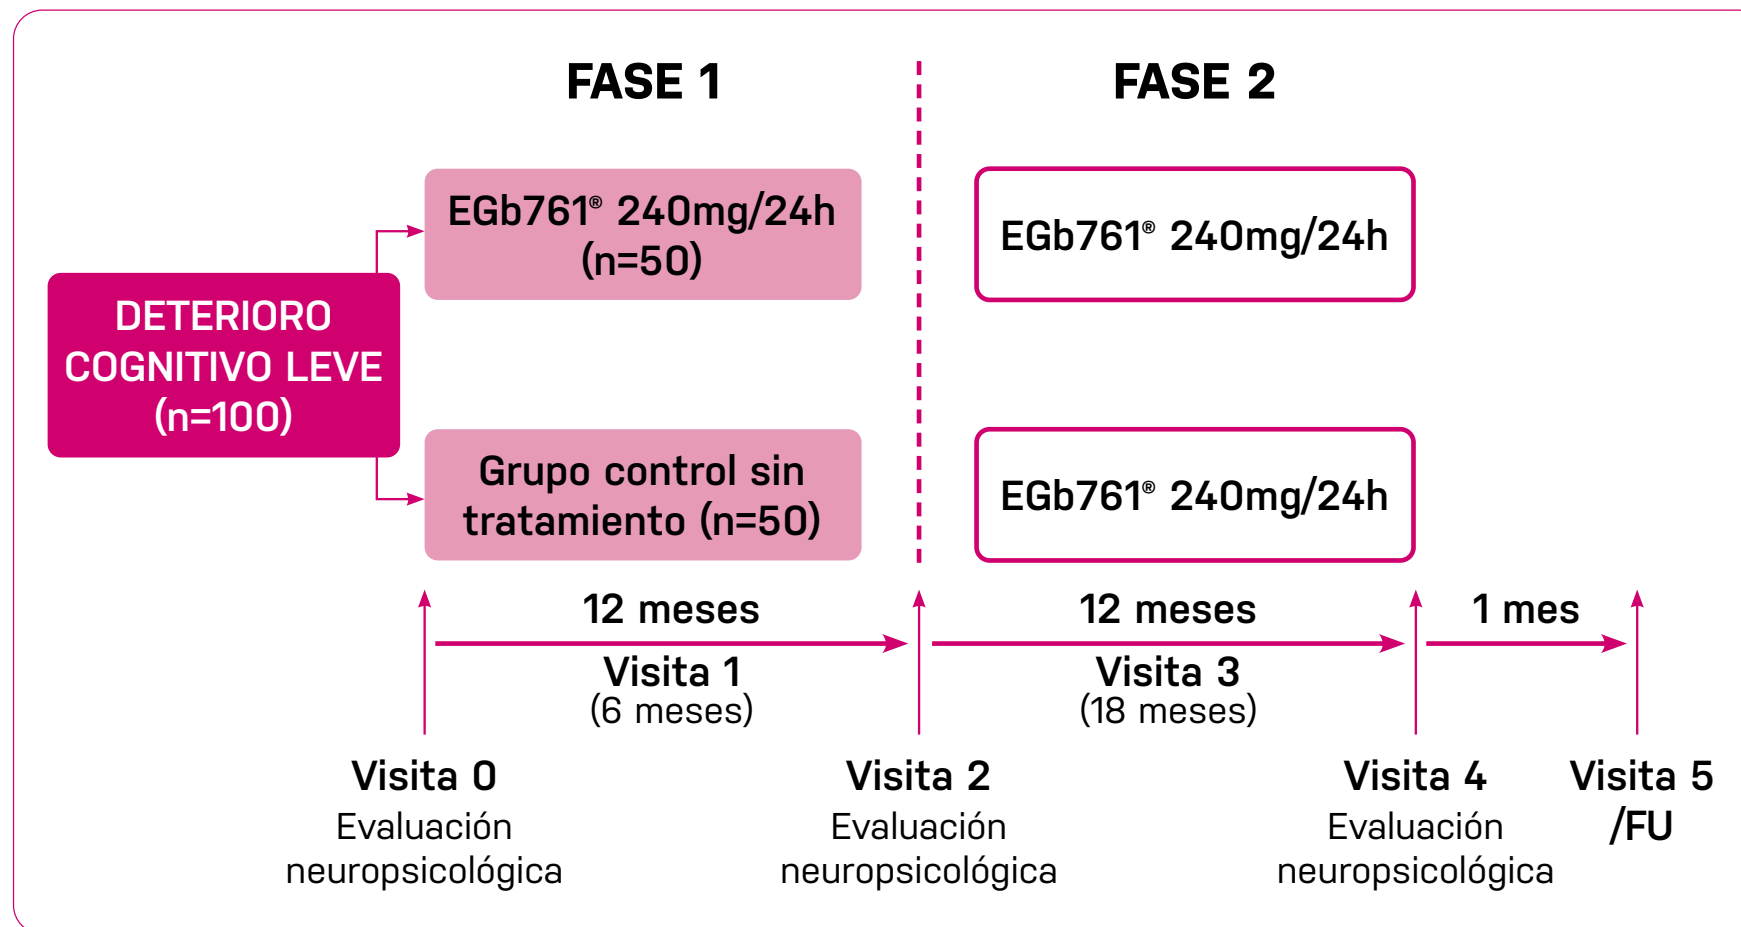 FASE 1
FASE 2
EGb761® 240mg/24h
(n=50)
EGb761® 240mg/24h
DETERIORO
COGNITIVO LEVE
(n=100)
Grupo control sin
tratamiento (n=50)
EGb761® 240mg/24h
12 meses
12 meses
1 mes
Visita 1
(6 meses)
Visita 3
(18 meses)
Visita 0
Evaluación
neuropsicológica
Visita 2
Evaluación
neuropsicológica
Visita 4
Evaluación
neuropsicológica
Visita 5
/FU